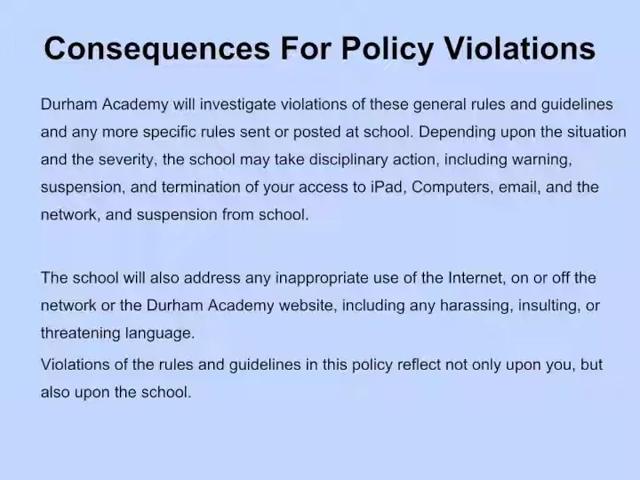 Consequences For Policy Violations
Durham Academy will investigate violations of these general rules and guidelines
and any more specific rules sent or posted at school. Depending upon the situation
and the severity, the school may take disciplinary action, including warning,
suspension, and termination of your access to iPad, Computers, email, and the
network, and suspension from school.
The school will also address any inappropriate use of the Internet, on or off the
network or the Durham Academy website, including any harassing, insulting, or
threatening language.
Violations of the rules and guidelines in this policy reflect not only upon you, but
also upon the school.